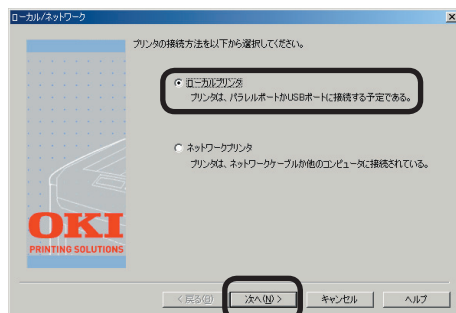 ローカル/ネットワーク
プリンタの接続方法を以下から選択してください。
ローカルプリンタ
プリンタは、パラレルポートかUSBポートに接続する予定である。
ネットワークプリンタ
プリンタは、ネットワークケーブルか他のコンピュータに接続されている。
OKI
PRINTING SOLUTIONS
< 戻る(B)
次へ(N) >
キャンセル
ヘルプ